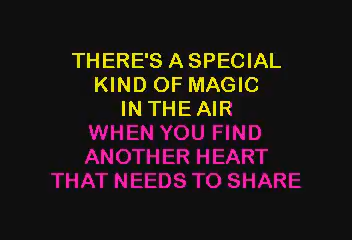 THERE'S A SPECIAL
KIND OF MAGIC
IN THE AIR
WHEN YOU FIND
ANOTHER HEART
THAT NEEDS TO SHARE